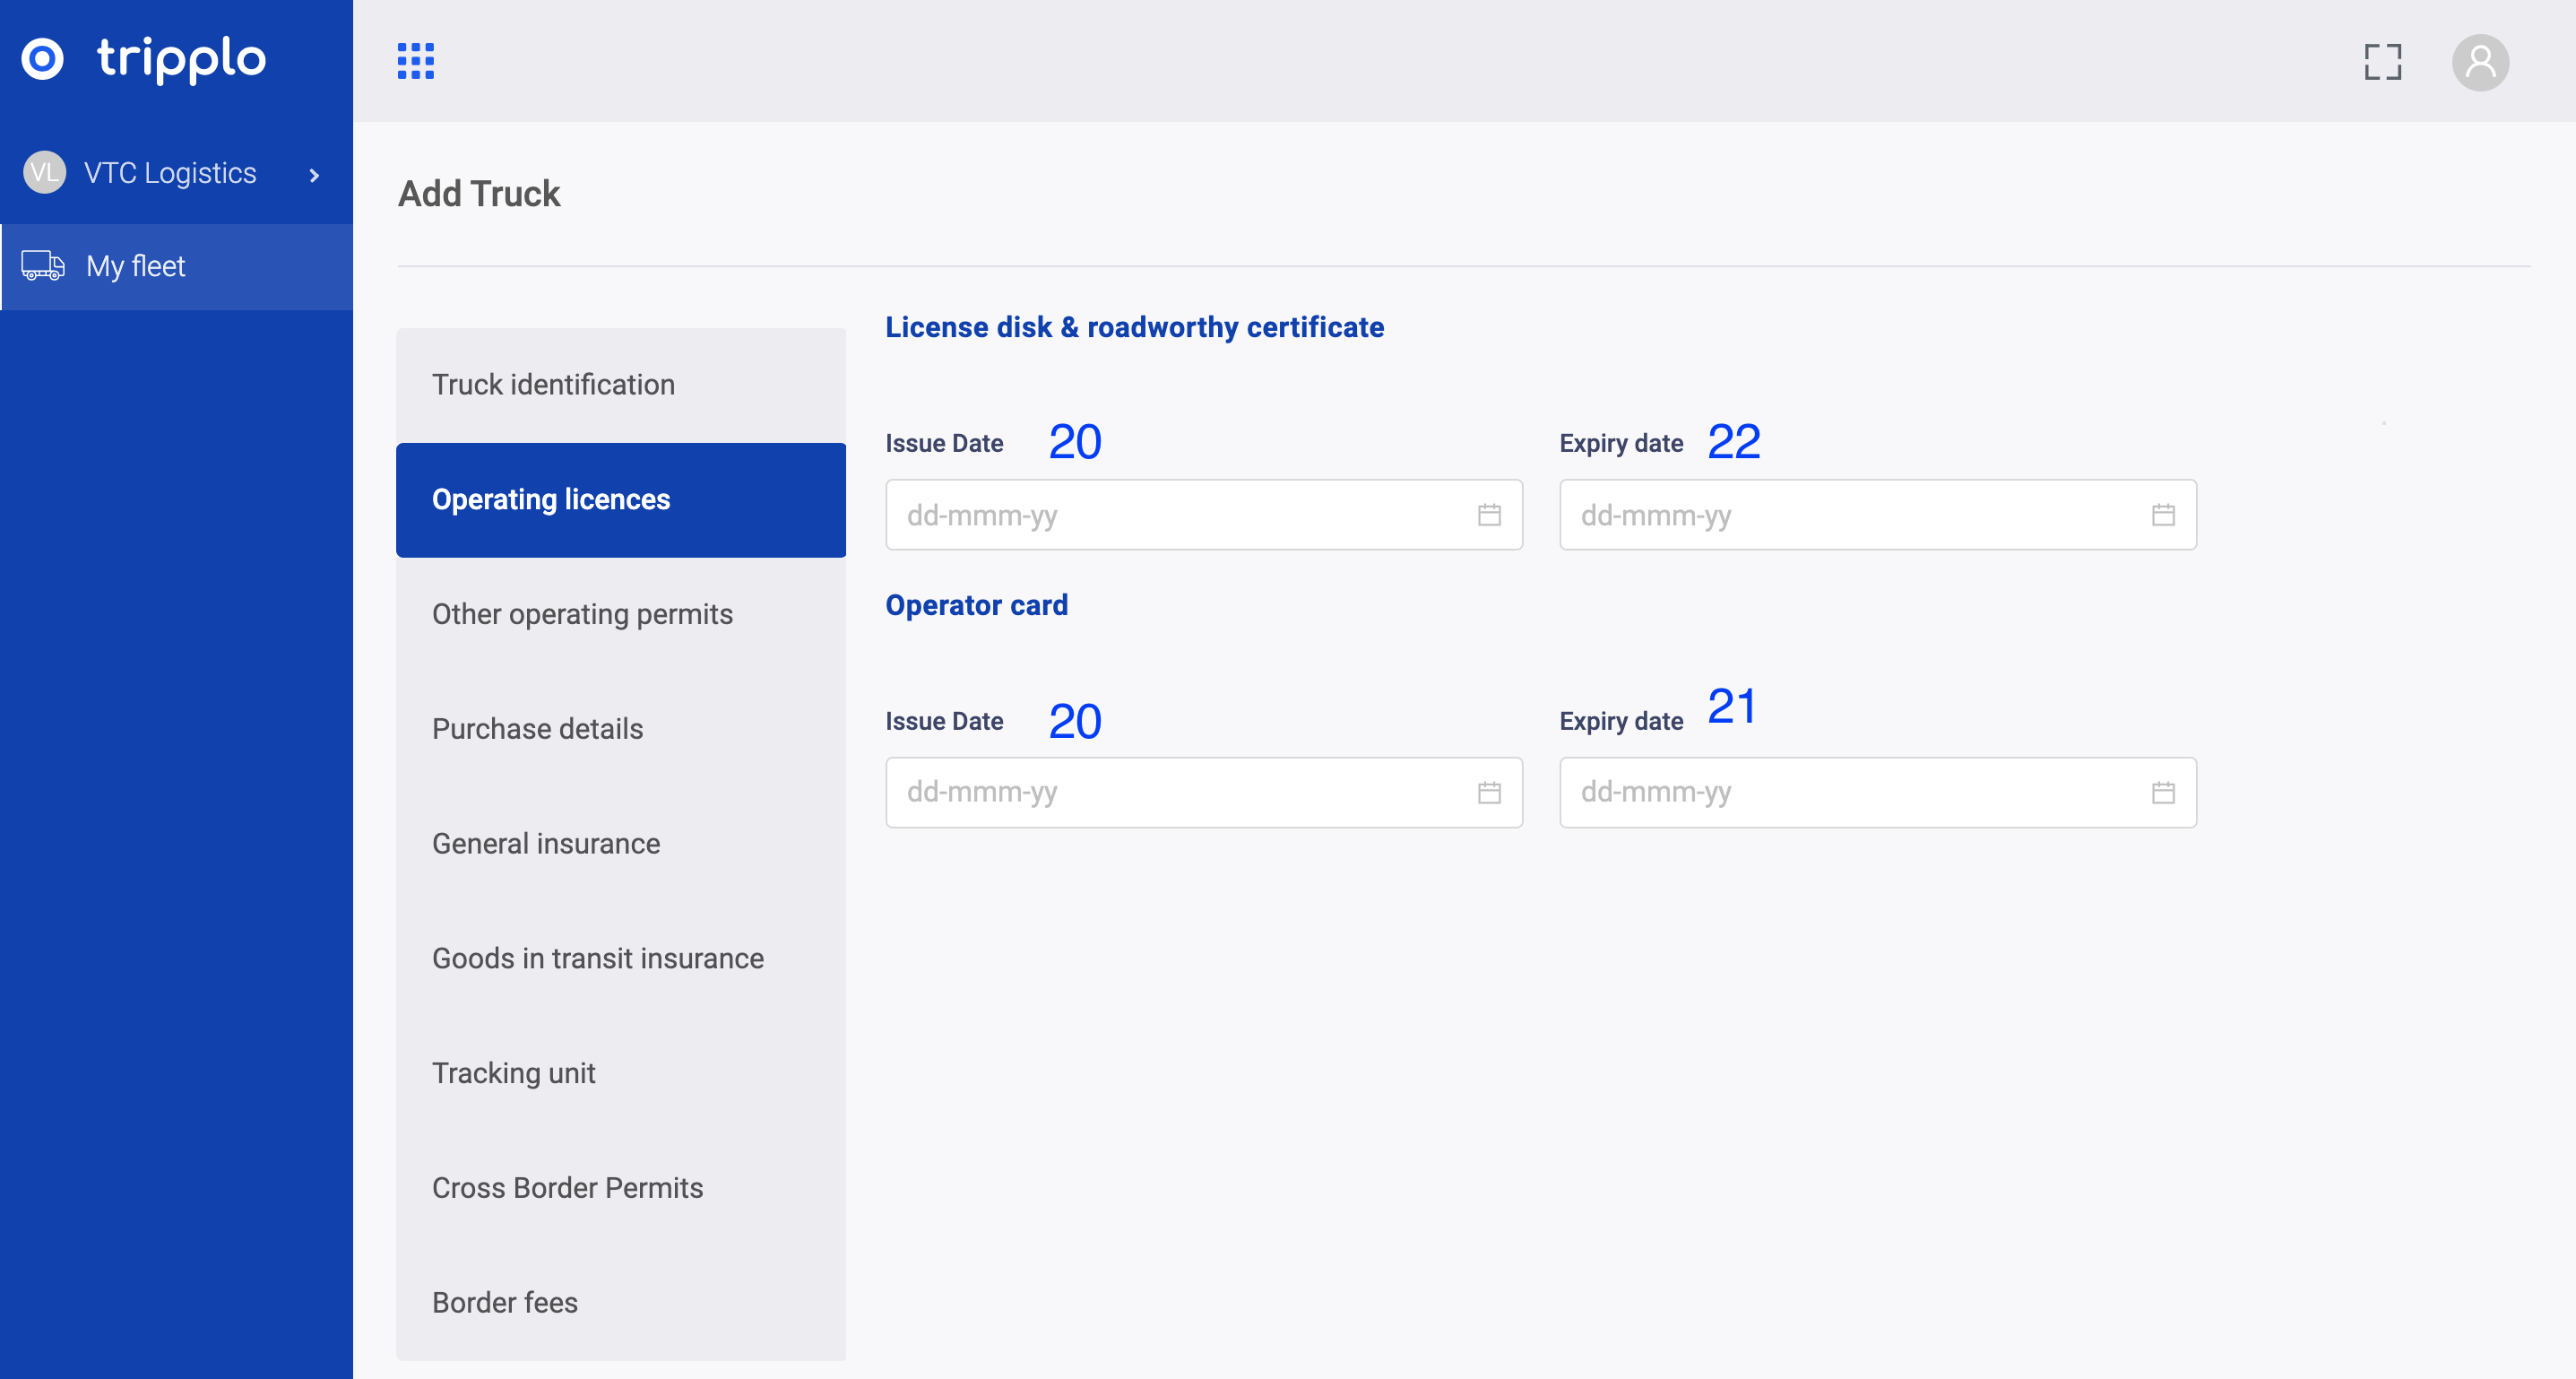 tripplo
VL VTC Logistics
My fleet
Add Truck
Truck identification
Operating licences
Other operating permits
Purchase details
General insurance
Goods in transit insurance
Tracking unit
Cross Border Permits
Border fees
License disk & roadworthy certificate
Issue Date 20 Expiry date 22
dd-mmm-yy dd-mmm-yy
Operator card
Issue Date 20 Expiry date 21
dd-mmm-yy dd-mmm-yy